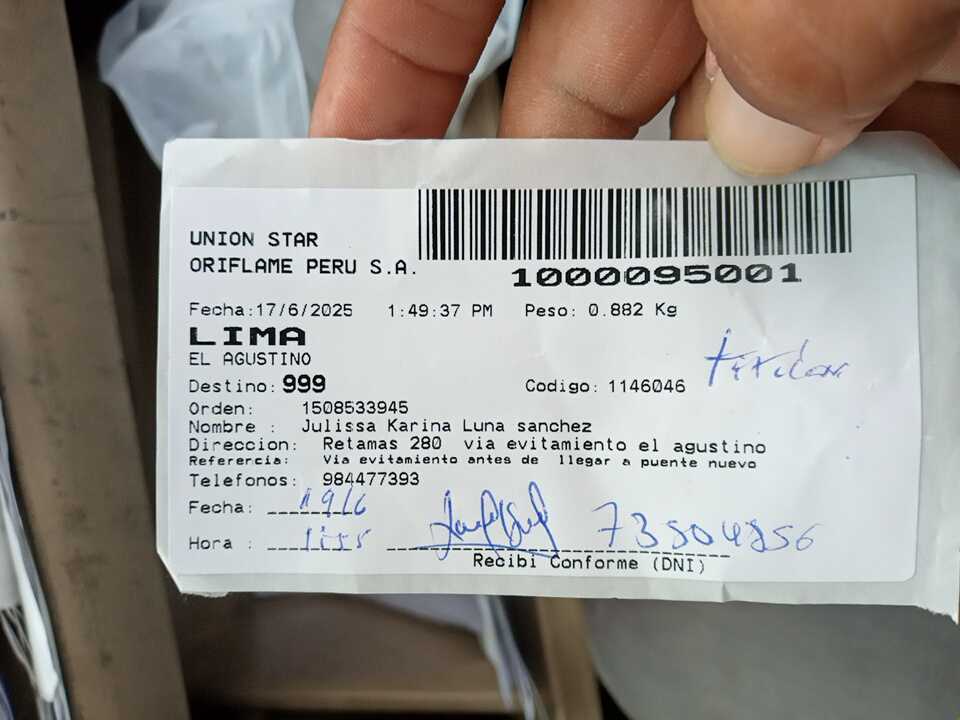 UNION STAR
ORIFLAME PERU S.A.
1000095001
Fecha:17/6/2025 1:49:37 PM Peso: 0.882 Kg
LIMA
EL AGUSTINO
Destino: 999 Codigo: 1146046
Orden: 1508533945
Nombre : Julissa Karina Luna sanchez
Direccion: Retamas 280 via evitamiento el agustino
Referencia: Via evitamiento antes de llegar a puente nuevo
Telefonos: 984477393
Fecha: 19/6
Hora :
Recibi Conforme (DNI)